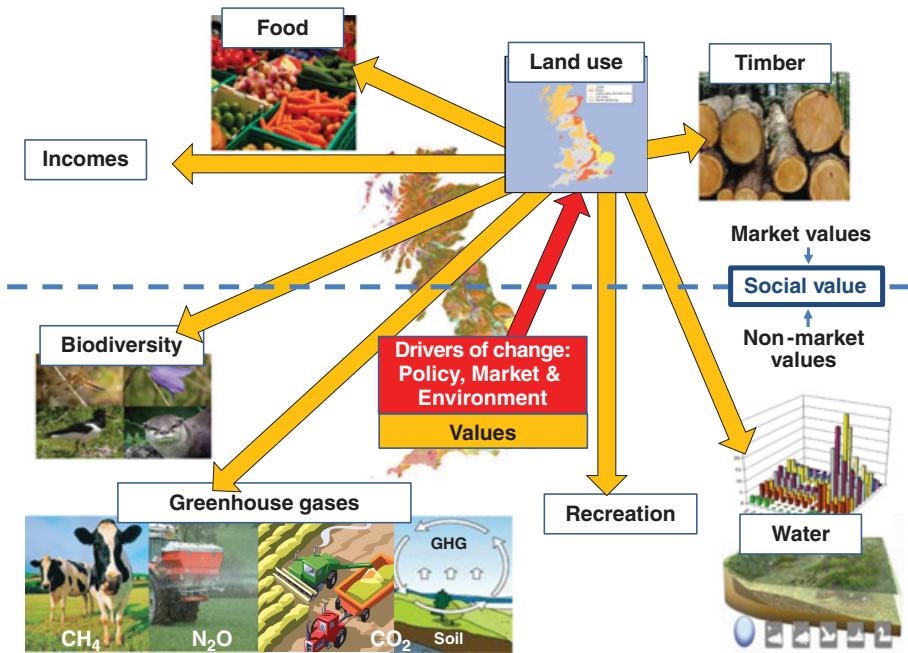 Food
Land use
Timber
Incomes
Market values
Social value
Non-market
values
Biodiversity
Drivers of change:
Policy, Market &
Environment
Values
Greenhouse gases
Recreation
Water
GHG
CH₄
N₂O
CO₂
Soil